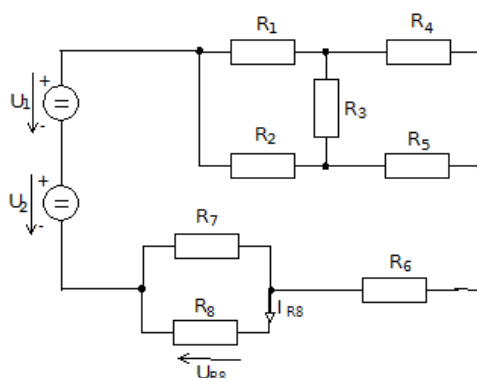 R1
R4
+
U1
-
R3
R2
R5
+
U2
-
R7
R6
R8
IR8
UR8